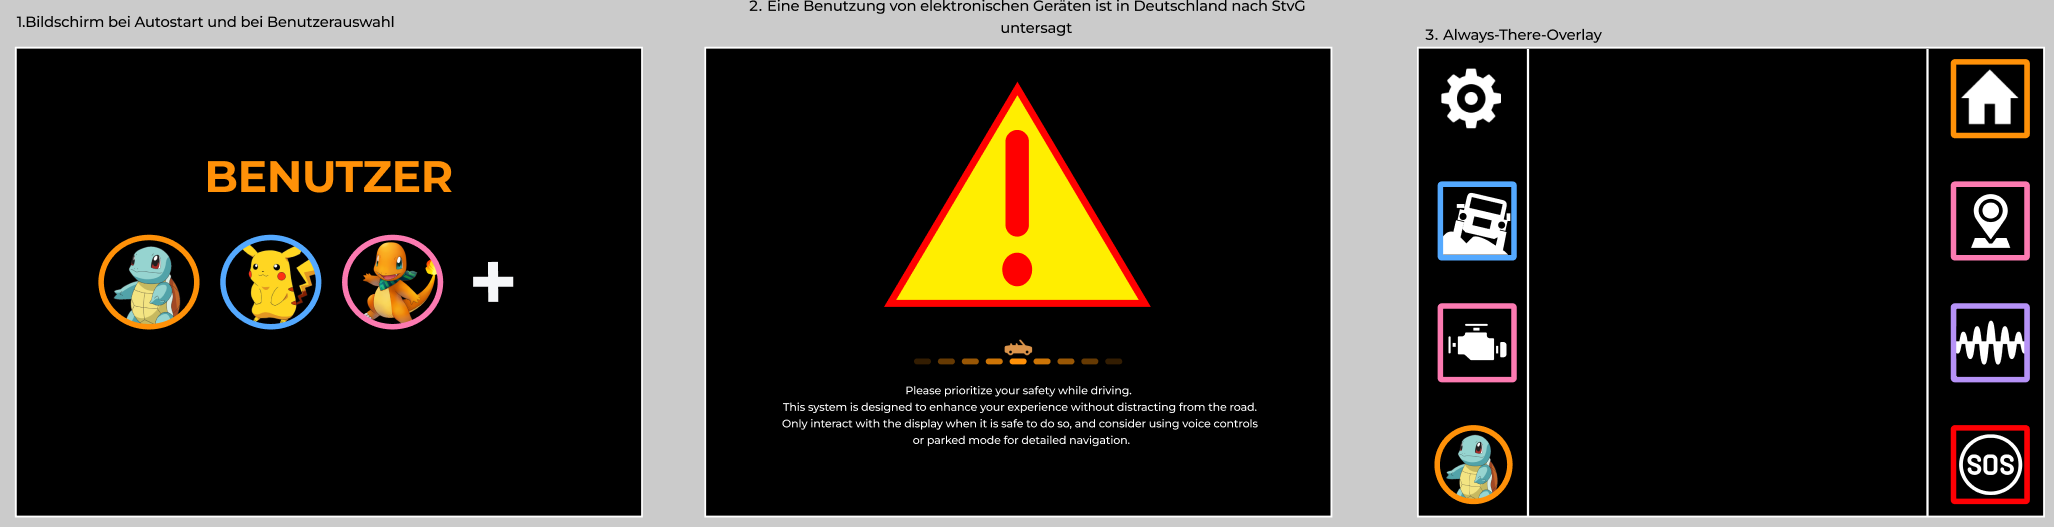 1.Bildschirm bei Autostart und bei Benutzerauswahl
BENUTZER
2. Eine Benutzung von elektronischen Geräten ist in Deutschland nach StvG
untersagt
Please prioritize your safety while driving.
This system is designed to enhance your experience without distracting from the road.
Only interact with the display when it is safe to do so, and consider using voice controls
or parked mode for detailed navigation.
3. Always-There-Overlay
SOS